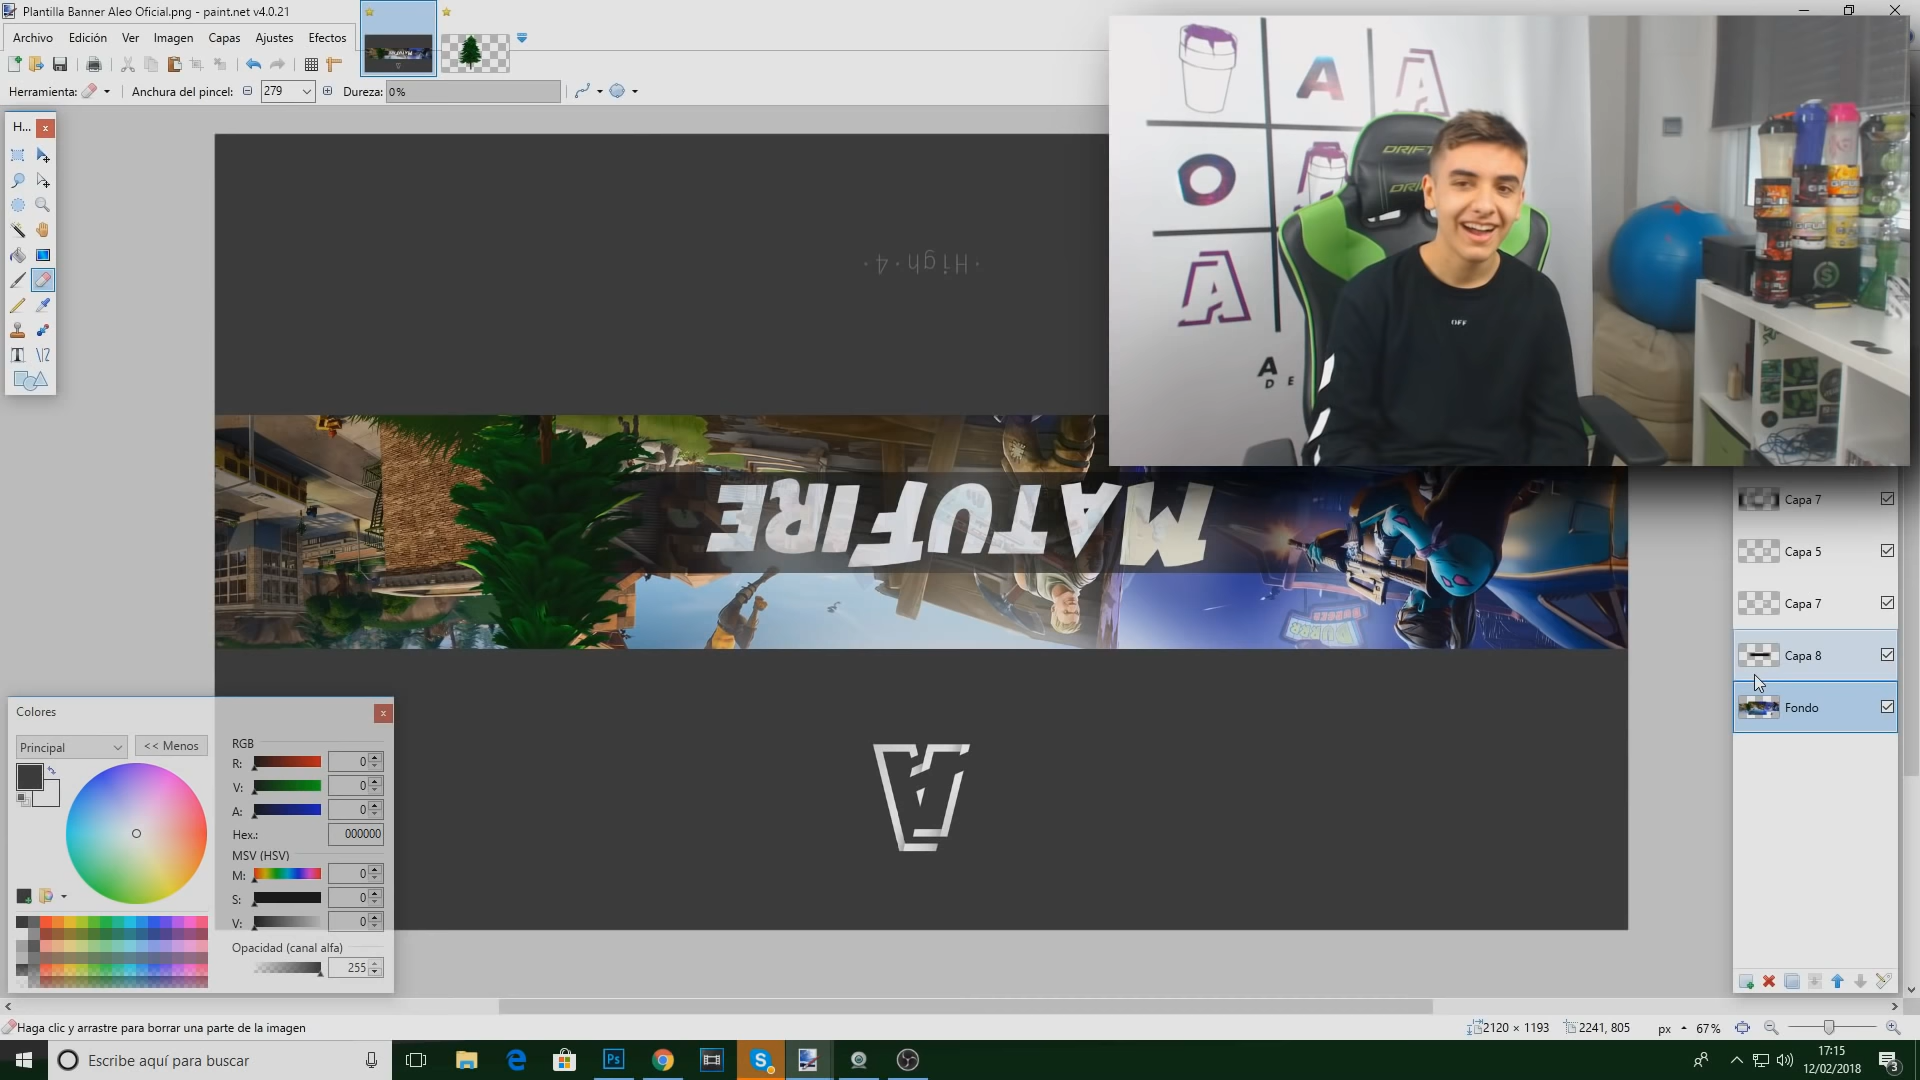 Plantilla Banner Aleo Oficial.png - paint.net v4.0.21
Archivo Edición Ver Imagen Capas Ajustes Efectos
Herramienta: Anchura del pincel: 279 Dureza: 0%
H...
· High · 4 ·
MATUFIRE
DRIFT
OFF
A
O
A
A
D E
Capa 7
Capa 5
Capa 7
Capa 8
Fondo
Colores
Principal << Menos
RGB
R: 0
V: 0
A: 0
Hex.: 000000
MSV (HSV)
M: 0
S: 0
V: 0
Opacidad (canal alfa)
255
Haga clic y arrastre para borrar una parte de la imagen
2120 × 1193 2241, 805 px 67%
Escribe aquí para buscar
Ps
17:15
12/02/2018
3